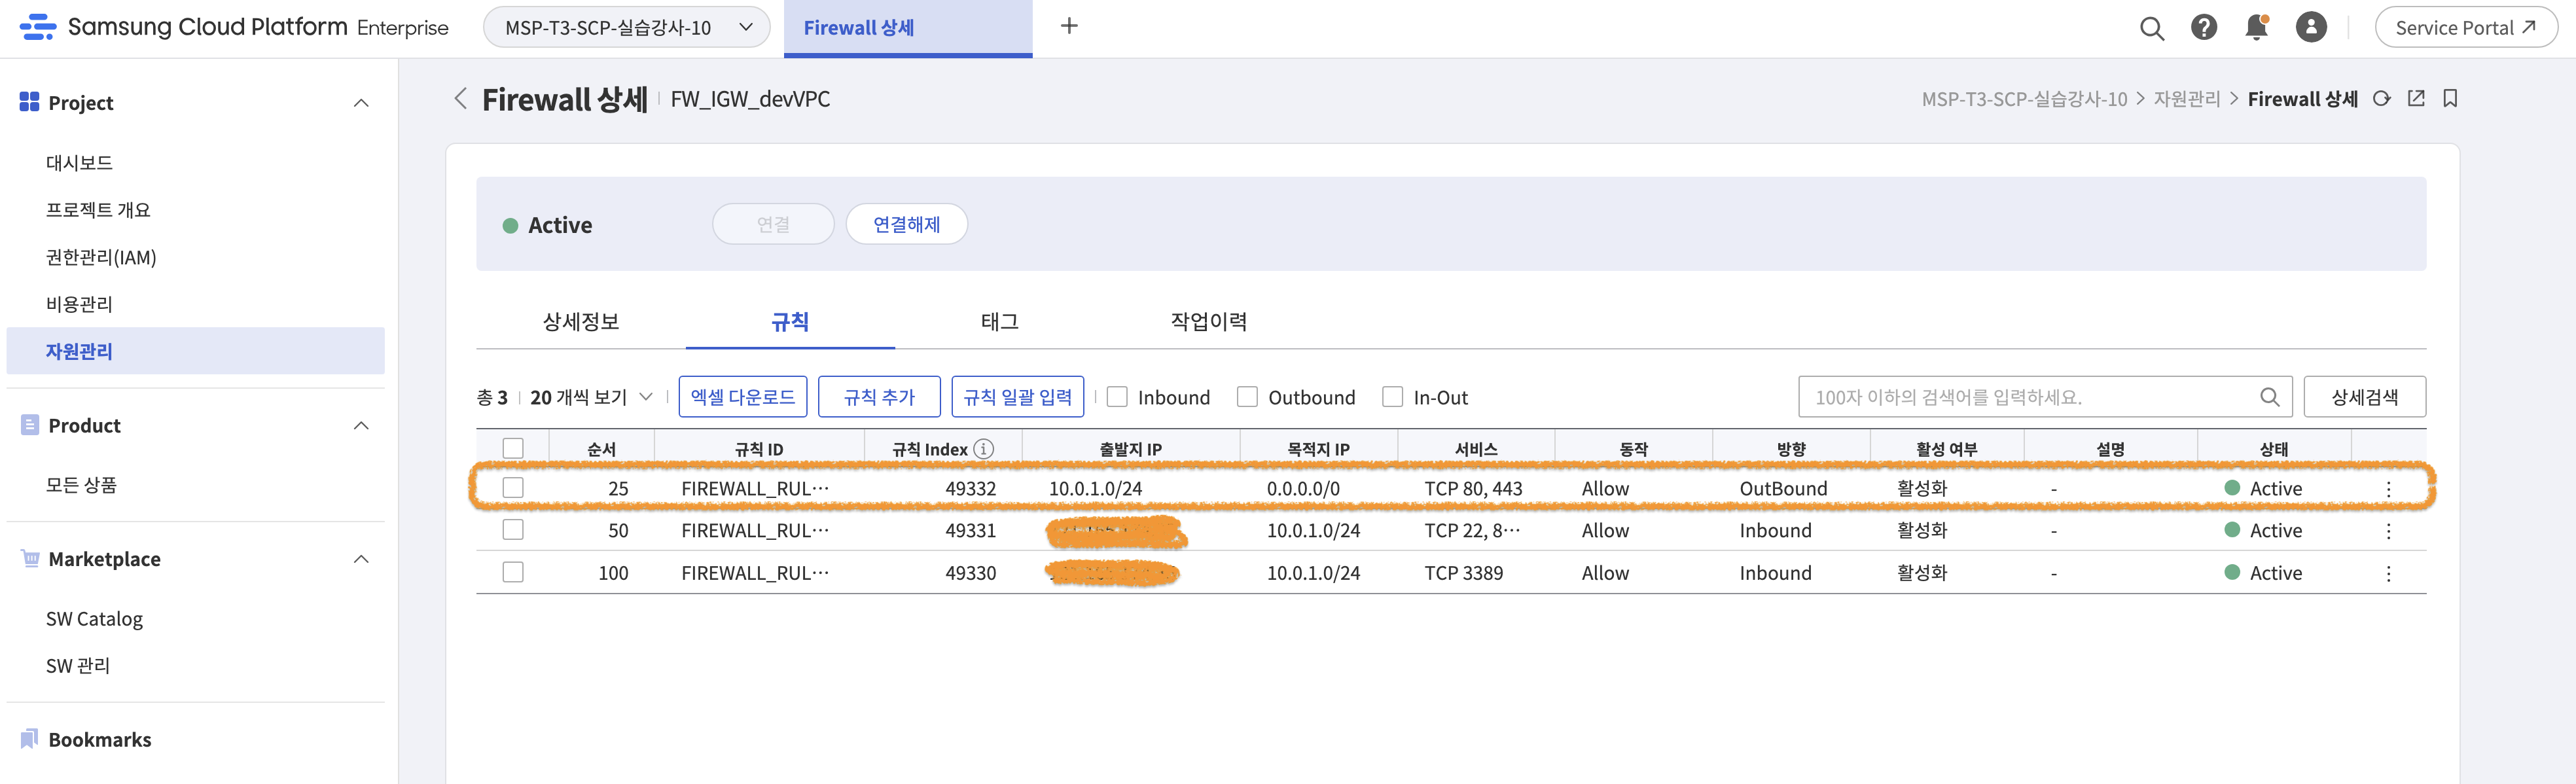 Samsung Cloud Platform Enterprise
MSP-T3-SCP-실습강사-10
Firewall 상세
Service Portal
Project
대시보드
프로젝트 개요
권한관리(IAM)
비용관리
자원관리
Product
모든 상품
Marketplace
SW Catalog
SW 관리
Bookmarks
Firewall 상세 | FW_IGW_devVPC
MSP-T3-SCP-실습강사-10 > 자원관리 > Firewall 상세
Active 연결 연결해제
상세정보 규칙 태그 작업이력
총 3 | 20 개씩 보기 | 엑셀 다운로드 규칙 추가 규칙 일괄 입력 | Inbound Outbound In-Out 100자 이하의 검색어를 입력하세요. 상세검색
순서 규칙 ID 규칙 Index 출발지 IP 목적지 IP 서비스 동작 방향 활성 여부 설명 상태
25 FIREWALL_RUL… 49332 10.0.1.0/24 0.0.0.0/0 TCP 80, 443 Allow OutBound 활성화 - Active
50 FIREWALL_RUL… 49331 10.0.1.0/24 TCP 22, 8… Allow Inbound 활성화 - Active
100 FIREWALL_RUL… 49330 10.0.1.0/24 TCP 3389 Allow Inbound 활성화 - Active